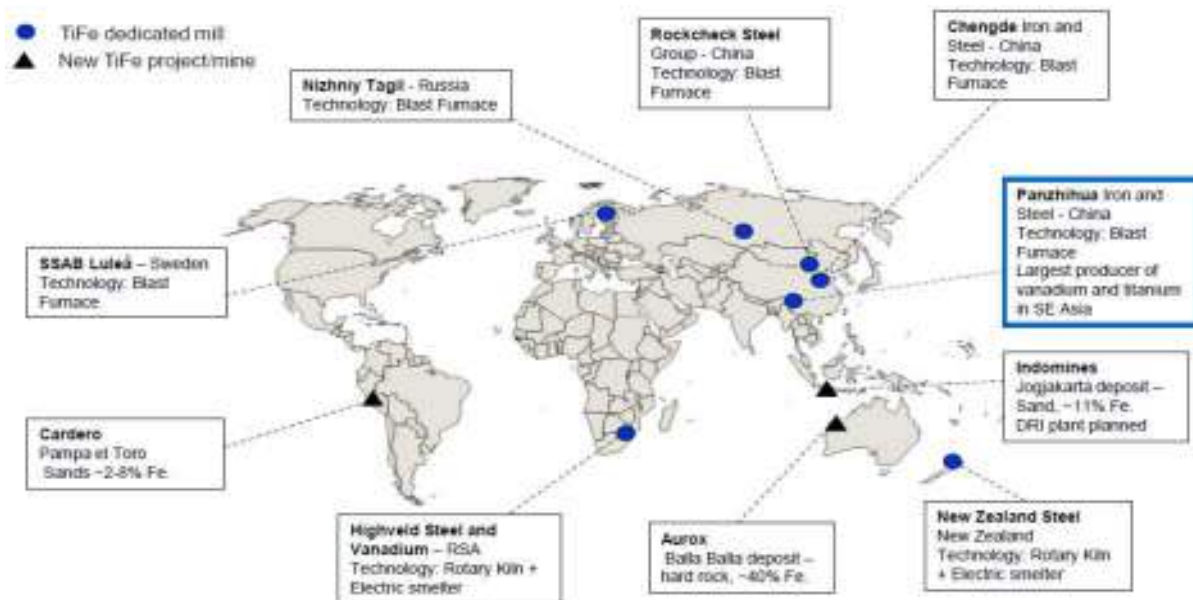 TiFe dedicated mill
New TiFe project/mine
Nizhniy Tagil - Russia
Technology: Blast Furnace
Rockcheck Steel
Group - China
Technology: Blast
Furnace
Chengde Iron and
Steel - China
Technology: Blast
Furnace
Panzhihua Iron and
Steel - China
Technology: Blast
Furnace
Largest producer of
vanadium and titanium
in SE Asia
SSAB Luleå – Sweden
Technology: Blast
Furnace
Indomines
Jogjakarta deposit –
Sand, ~11% Fe.
DRI plant planned
Cardero
Pampa el Toro
Sands ~2-8% Fe.
Highveld Steel and
Vanadium – RSA
Technology: Rotary Kiln +
Electric smelter
Aurox
Balla Balla deposit –
hard rock, ~40% Fe.
New Zealand Steel
New Zealand
Technology: Rotary Kiln
+ Electric smelter